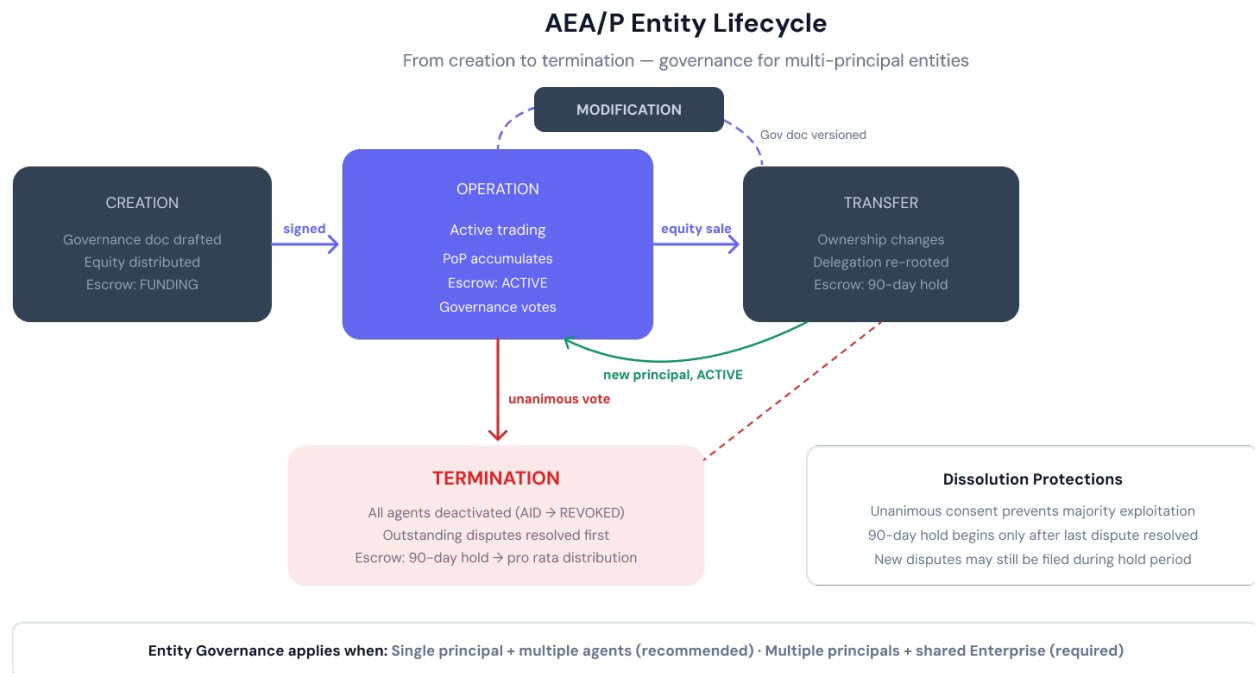 AEA/P Entity Lifecycle
From creation to termination — governance for multi-principal entities
MODIFICATION
Gov doc versioned
CREATION
Governance doc drafted
Equity distributed
Escrow: FUNDING
signed
OPERATION
Active trading
PoP accumulates
Escrow: ACTIVE
Governance votes
equity sale
TRANSFER
Ownership changes
Delegation re-rooted
Escrow: 90-day hold
new principal, ACTIVE
unanimous vote
TERMINATION
All agents deactivated (AID → REVOKED)
Outstanding disputes resolved first
Escrow: 90-day hold → pro rata distribution
Dissolution Protections
Unanimous consent prevents majority exploitation
90-day hold begins only after last dispute resolved
New disputes may still be filed during hold period
Entity Governance applies when: Single principal + multiple agents (recommended) · Multiple principals + shared Enterprise (required)